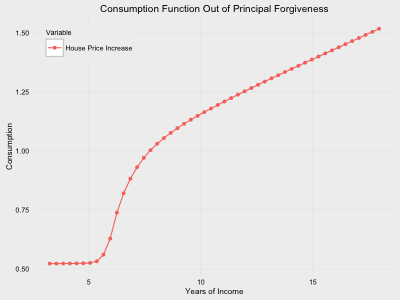 Consumption Function Out of Principal Forgiveness
Variable
House Price Increase
1.50
1.25
1.00
0.75
0.50
Consumption
5
10
15
Years of Income